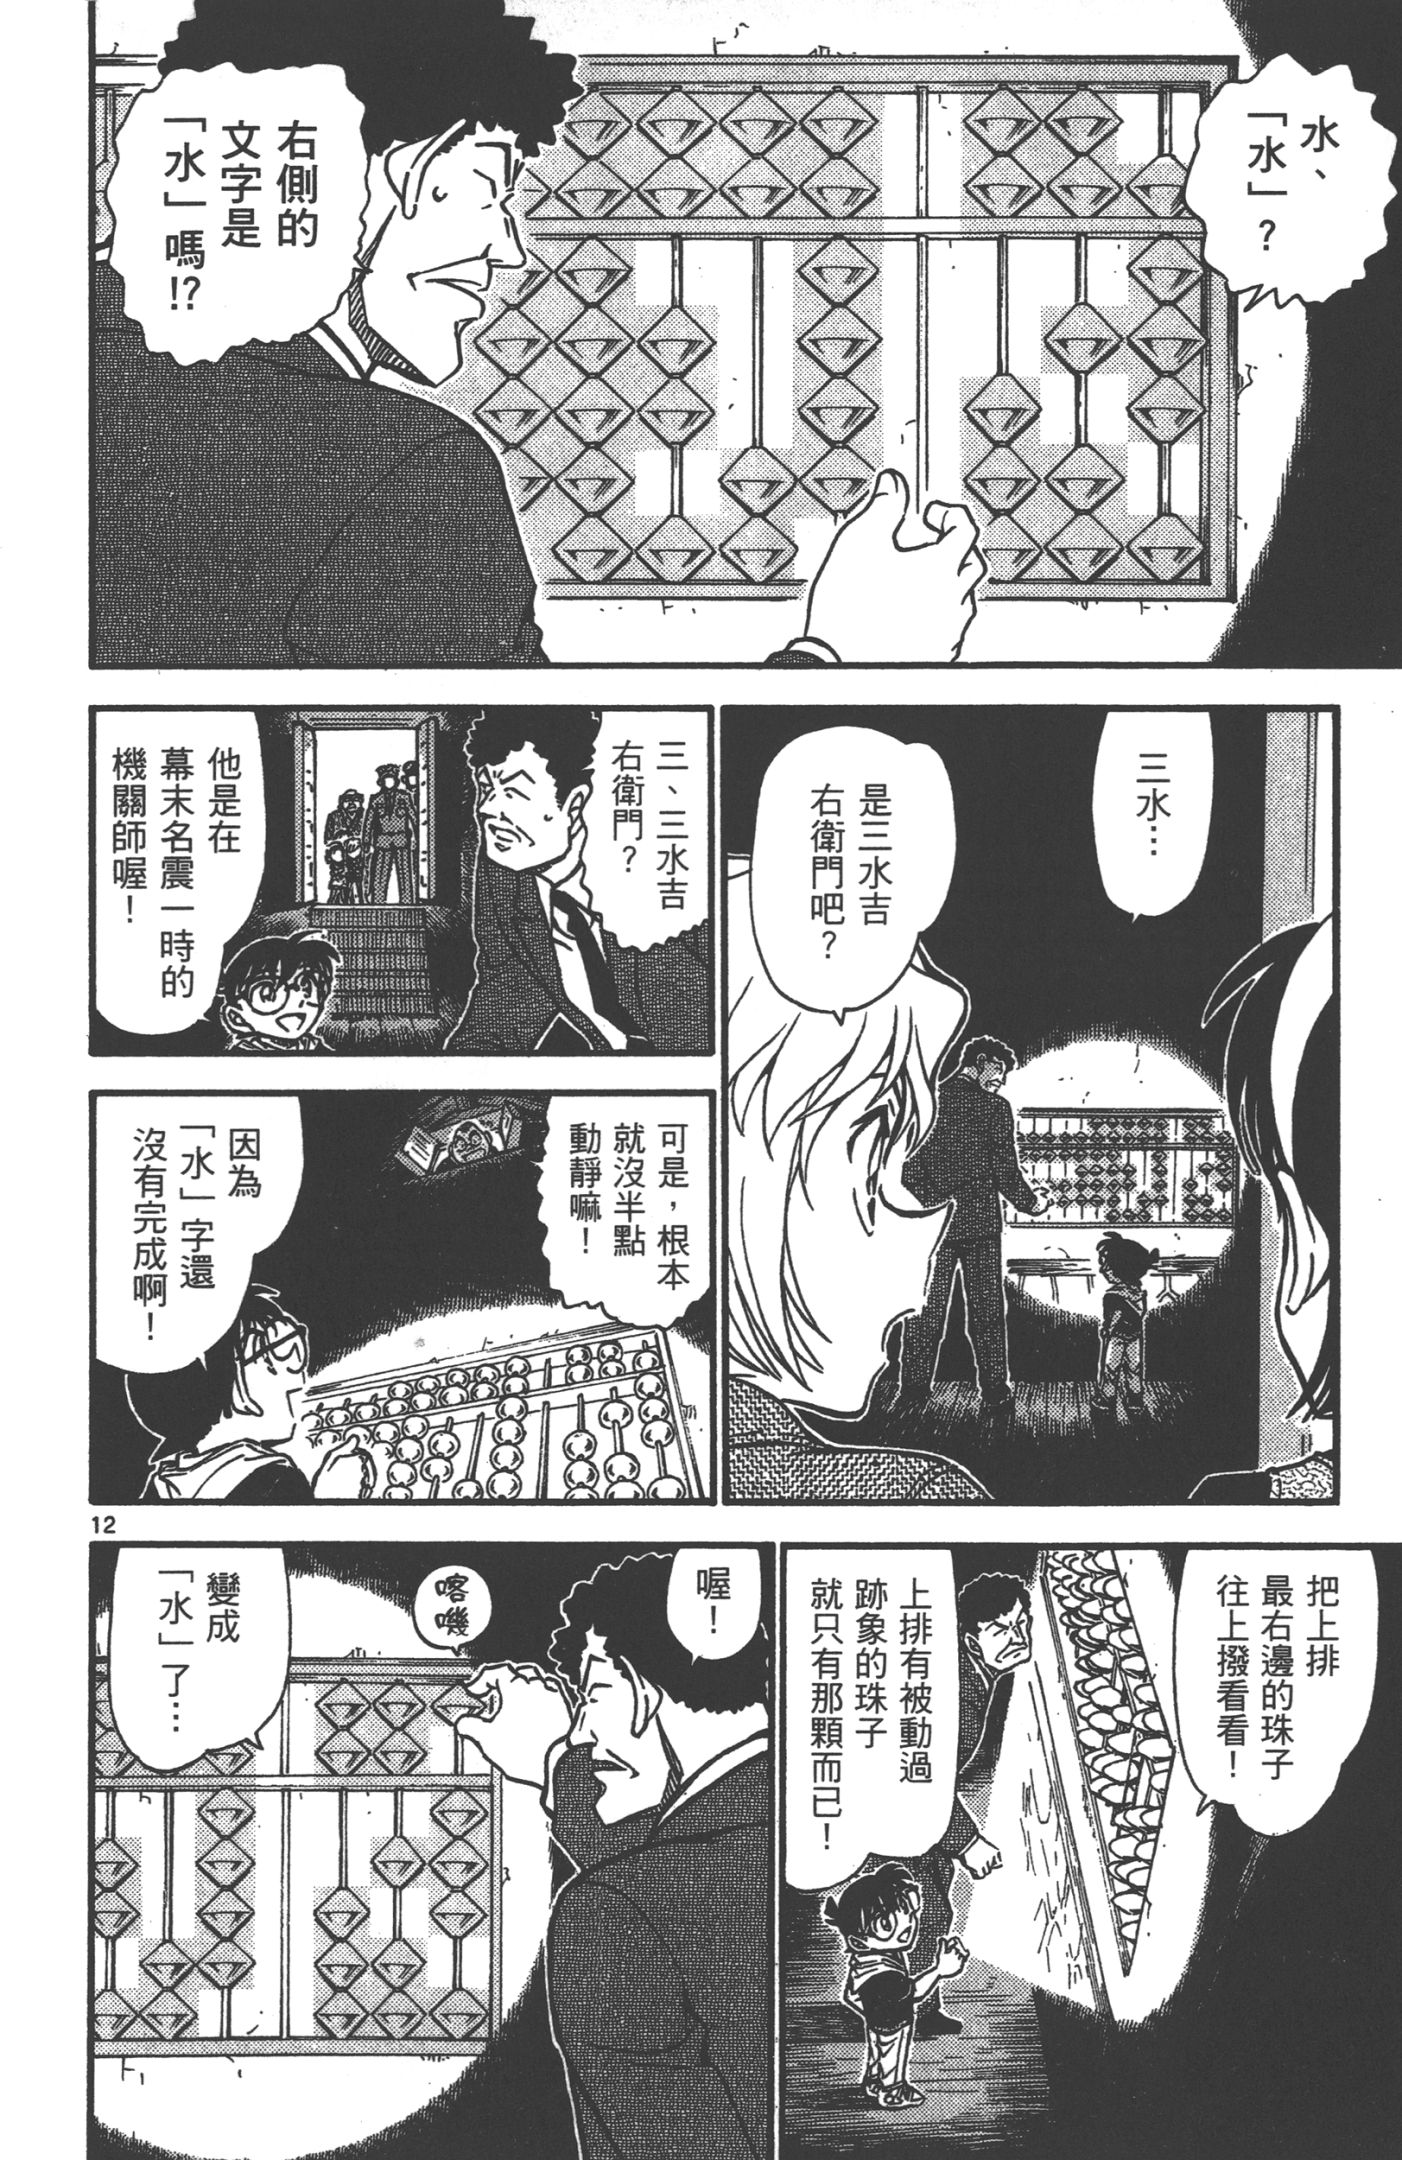 水、
「水」？
右側的
文字是
「水」嗎!?
三水…
是三水吉
右衛門吧？
三、三水吉
右衛門？
他是在
幕末名震一時的
機關師喔！
可是，根本
就沒半點
動靜嘛！
因為
「水」字還
沒有完成啊！
把上排
最右邊的珠子
往上撥看看！
上排有被動過
跡象的珠子
就只有那顆而已！
喔！
喀嘰
變成
「水」了…
12